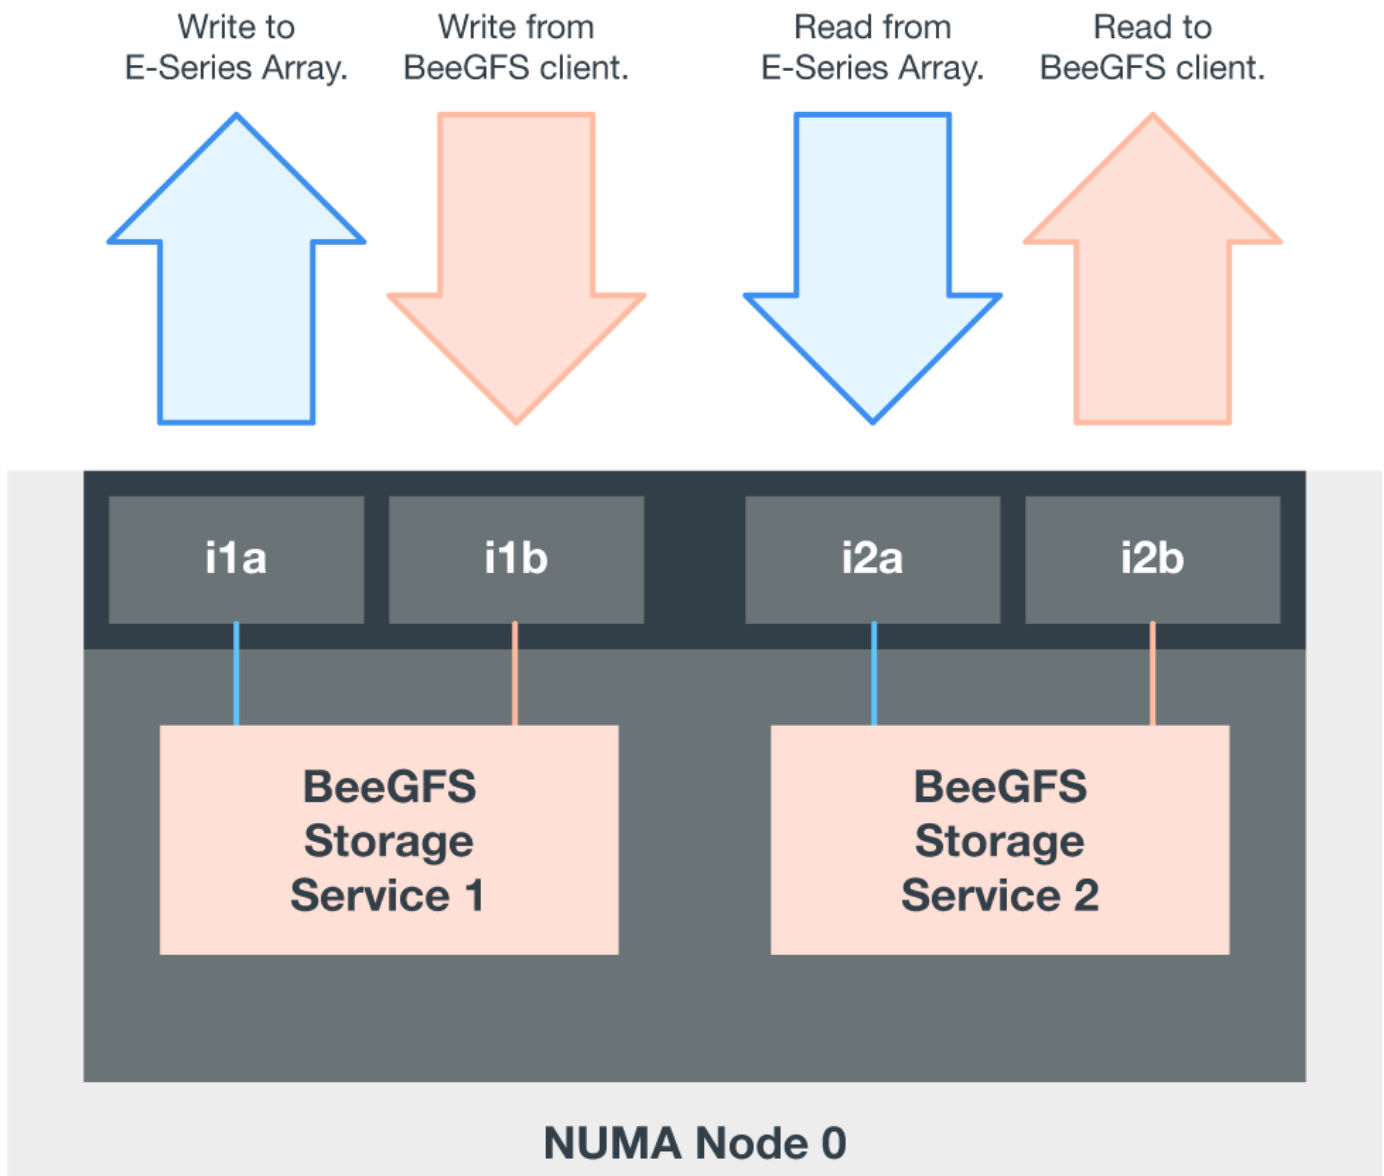 Write to
E-Series Array.
Write from
BeeGFS client.
Read from
E-Series Array.
Read to
BeeGFS client.
i1a
i1b
i2a
i2b
BeeGFS
Storage
Service 1
BeeGFS
Storage
Service 2
NUMA Node 0